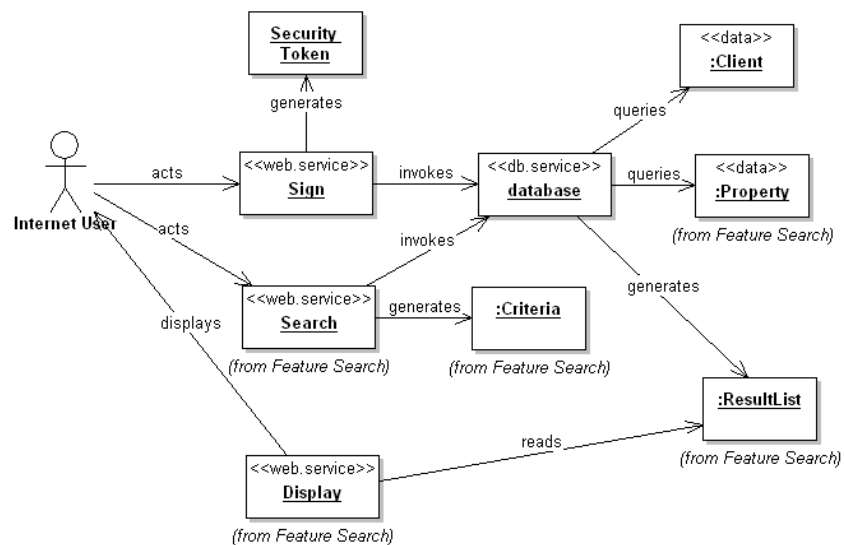 Security
Token
<<data>>
:Client
generates
queries
<<web.service>>
Sign
acts
invokes
<<db.service>>
database
queries
<<data>>
:Property
(from Feature Search)
Internet User
acts
invokes
<<web.service>>
Search
(from Feature Search)
generates
:Criteria
(from Feature Search)
generates
displays
:ResultList
(from Feature Search)
reads
<<web.service>>
Display
(from Feature Search)